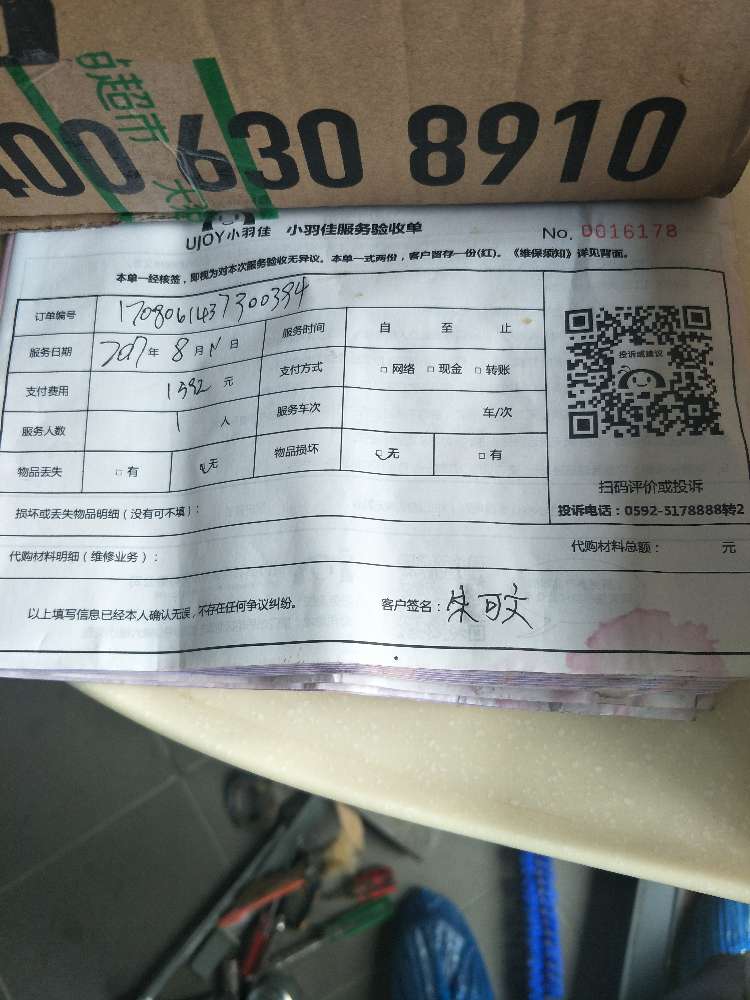 超市
400 630 8910
UJOY小羽佳 小羽佳服务验收单 No. 0016178
本单一经核签，即视为对本次服务验收无异议。本单一式两份，客户留存一份(红)。《维保须知》详见背面。
订单编号
服务日期 2017年 8月 日 服务时间 自 至 止
支付费用 1392 元 支付方式 □网络 □现金 □转账
服务人数 1 人 服务车次 车/次
物品丢失 □有 无 物品损坏 无 □有
投诉或建议
扫码评价或投诉
投诉电话：0592-5178888转2
损坏或丢失物品明细（没有可不填）：
代购材料明细（维修业务）： 代购材料总额： 元
以上填写信息已经本人确认无误，不存在任何争议纠纷。 客户签名：朱可文